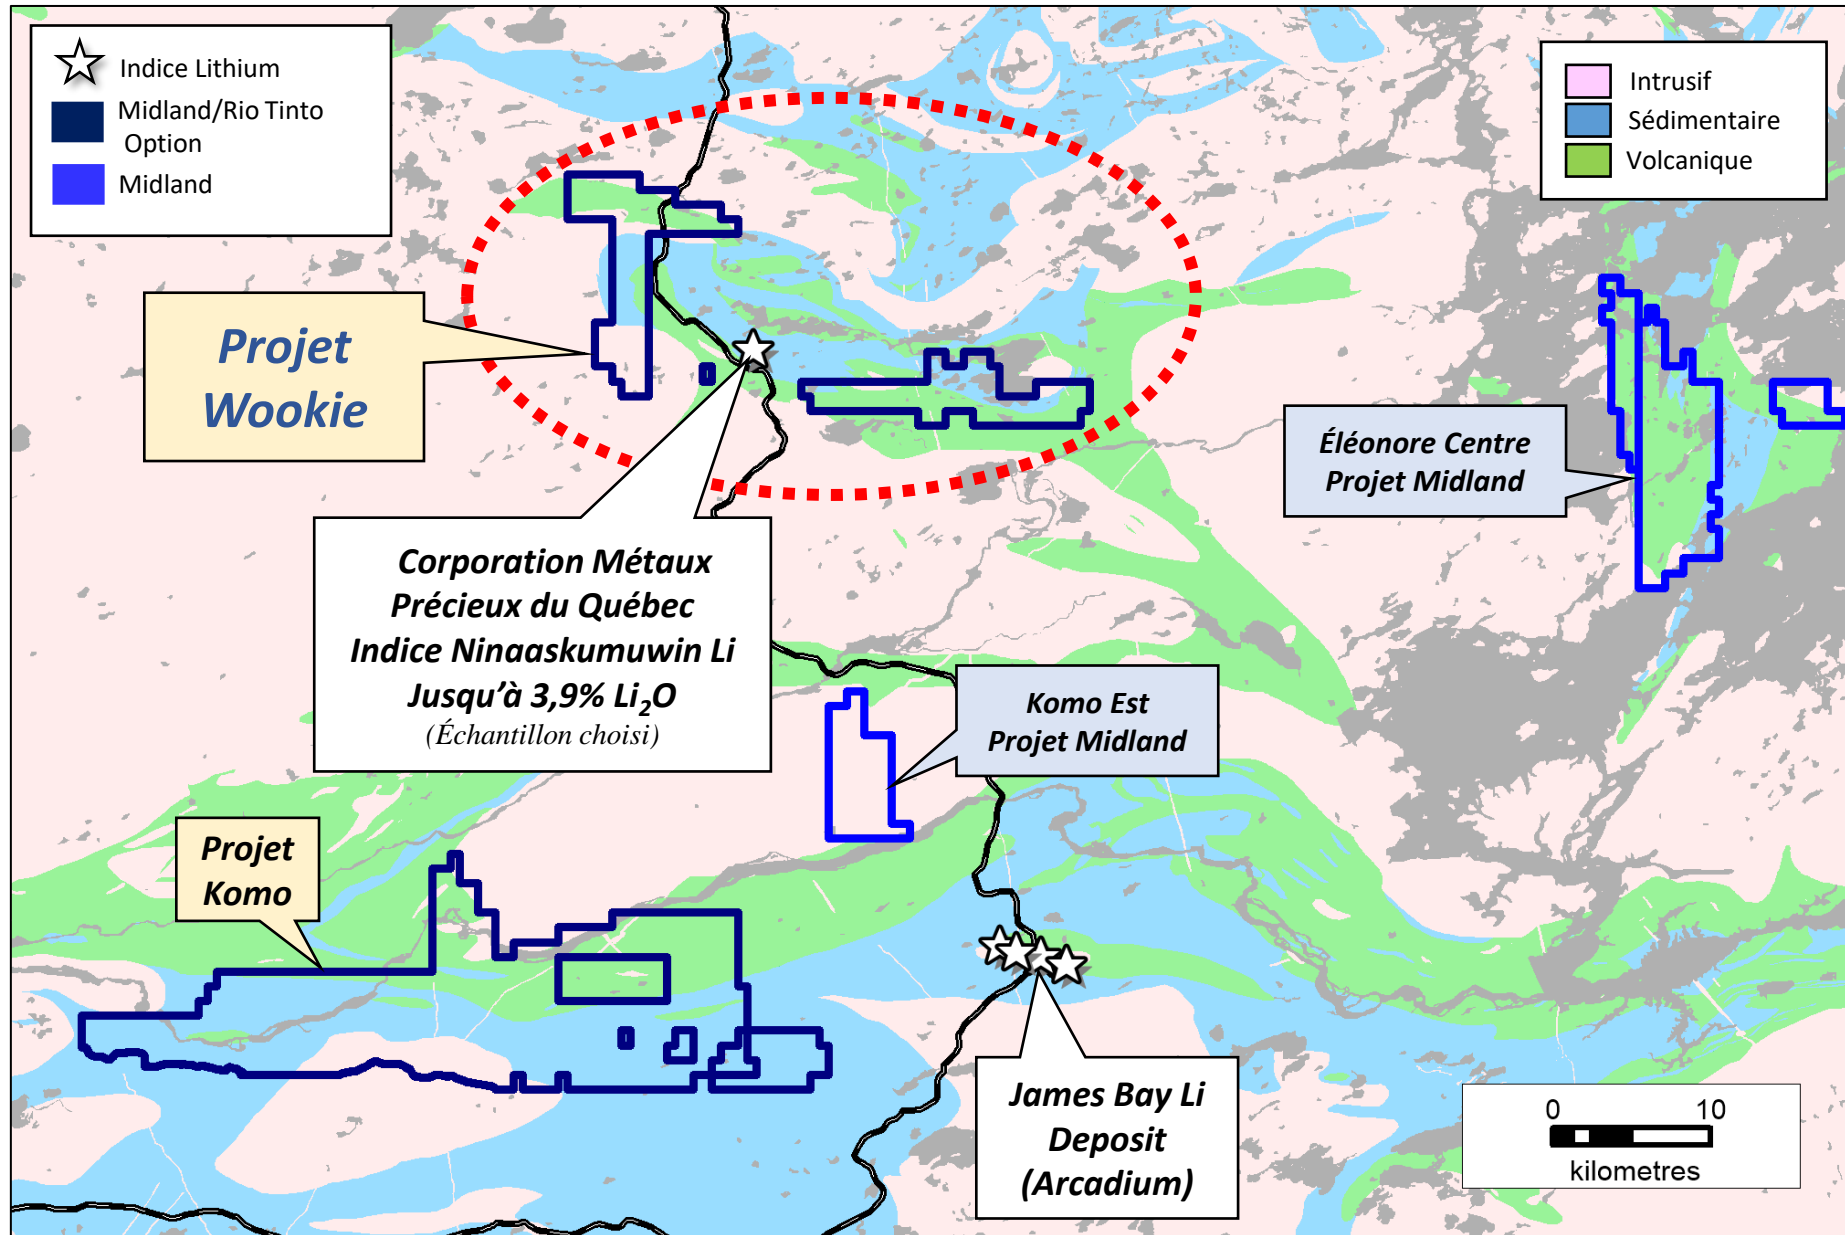 Indice Lithium
Midland/Rio Tinto
Option
Midland
Intrusif
Sédimentaire
Volcanique
Projet
Wookie
Éléonore Centre
Projet Midland
Corporation Métaux
Précieux du Québec
Indice Ninaaskumuwin Li
Jusqu'à 3,9% Li₂O
(Échantillon choisi)
Komo Est
Projet Midland
Projet
Komo
James Bay Li
Deposit
(Arcadium)
0 10
kilometres